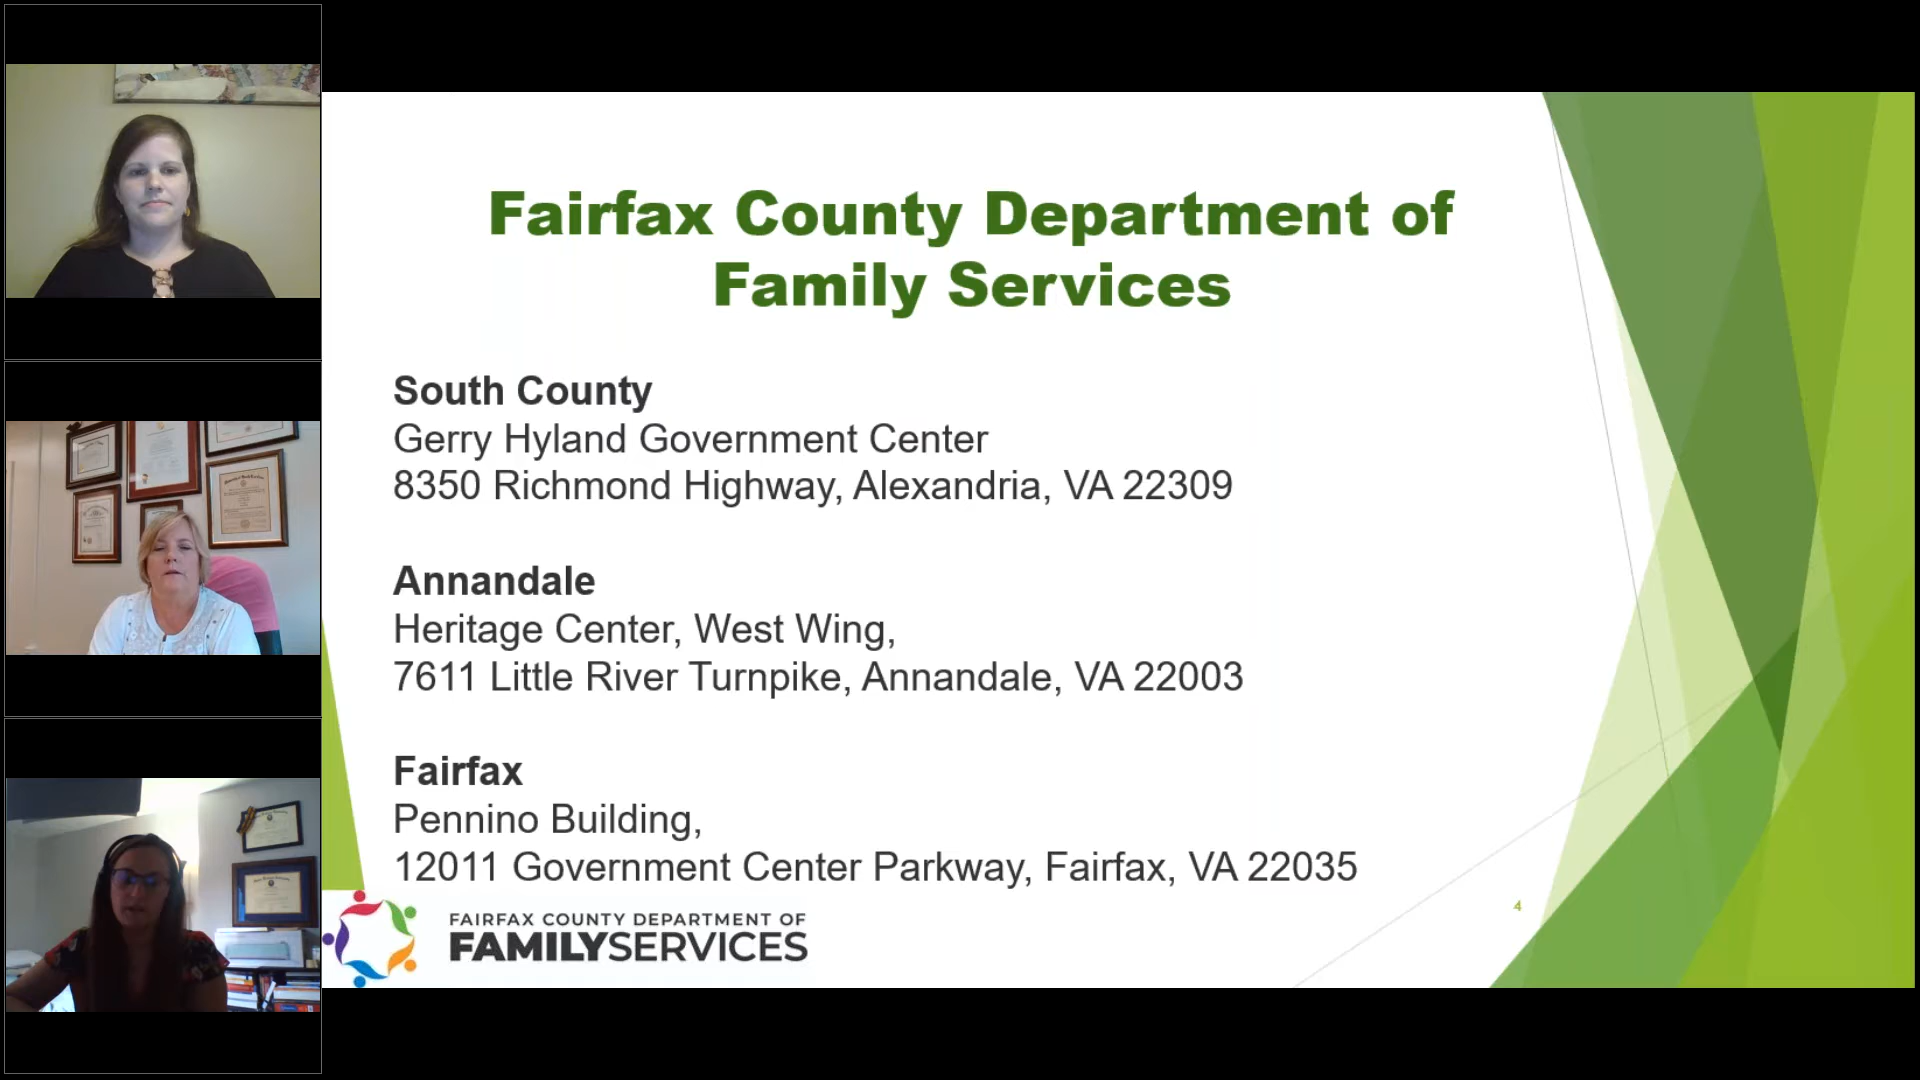 Fairfax County Department of
Family Services
South County
Gerry Hyland Government Center
8350 Richmond Highway, Alexandria, VA 22309
Annandale
Heritage Center, West Wing,
7611 Little River Turnpike, Annandale, VA 22003
Fairfax
Pennino Building,
12011 Government Center Parkway, Fairfax, VA 22035
4
FAIRFAX COUNTY DEPARTMENT OF
FAMILYSERVICES